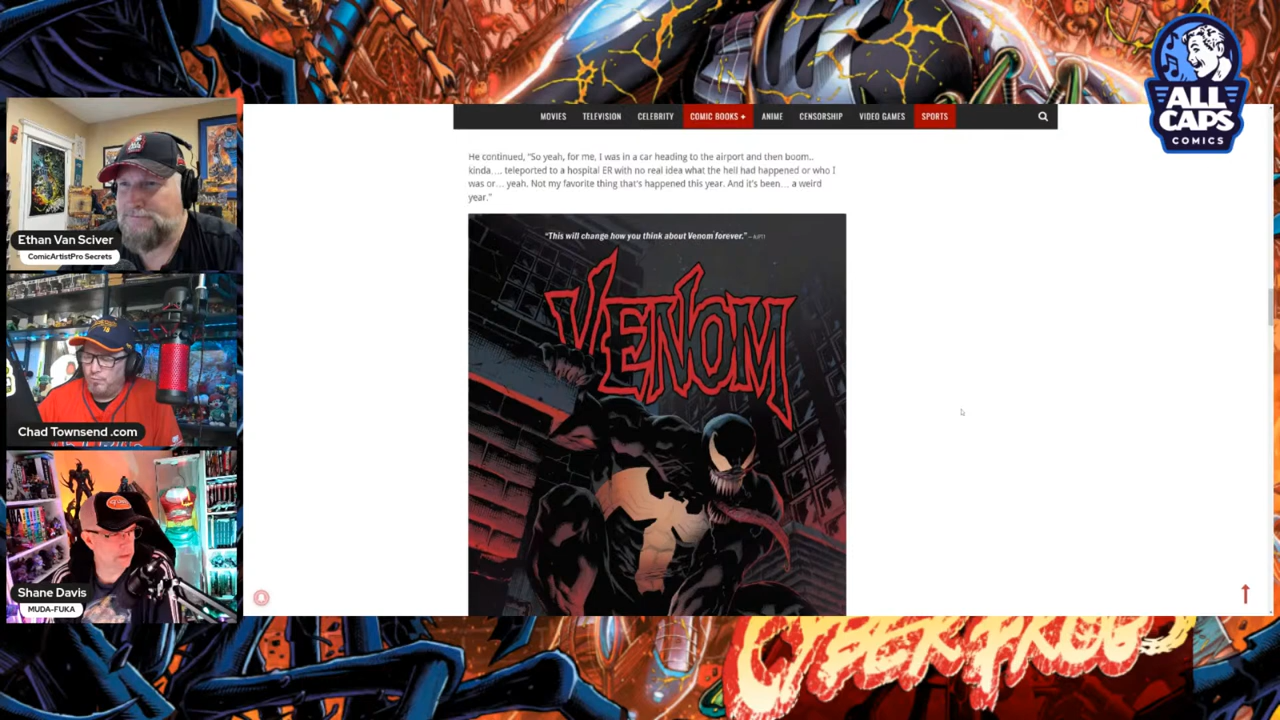 ALL
CAPS
COMICS
MOVIES TELEVISION CELEBRITY COMIC BOOKS + ANIME CENSORSHIP VIDEO GAMES SPORTS
He continued, “So yeah, for me, I was in a car heading to the airport and then boom..
kinda…. teleported to a hospital ER with no real idea what the hell had happened or who I
was or… yeah. Not my favorite thing that's happened this year. And it's been… a weird
year.”
“This will change how you think about Venom forever.”
VENOM
Ethan Van Sciver
ComicArtistPro Secrets
Chad Townsend .com
Shane Davis
MUDA-FUKA
CYBERFROG